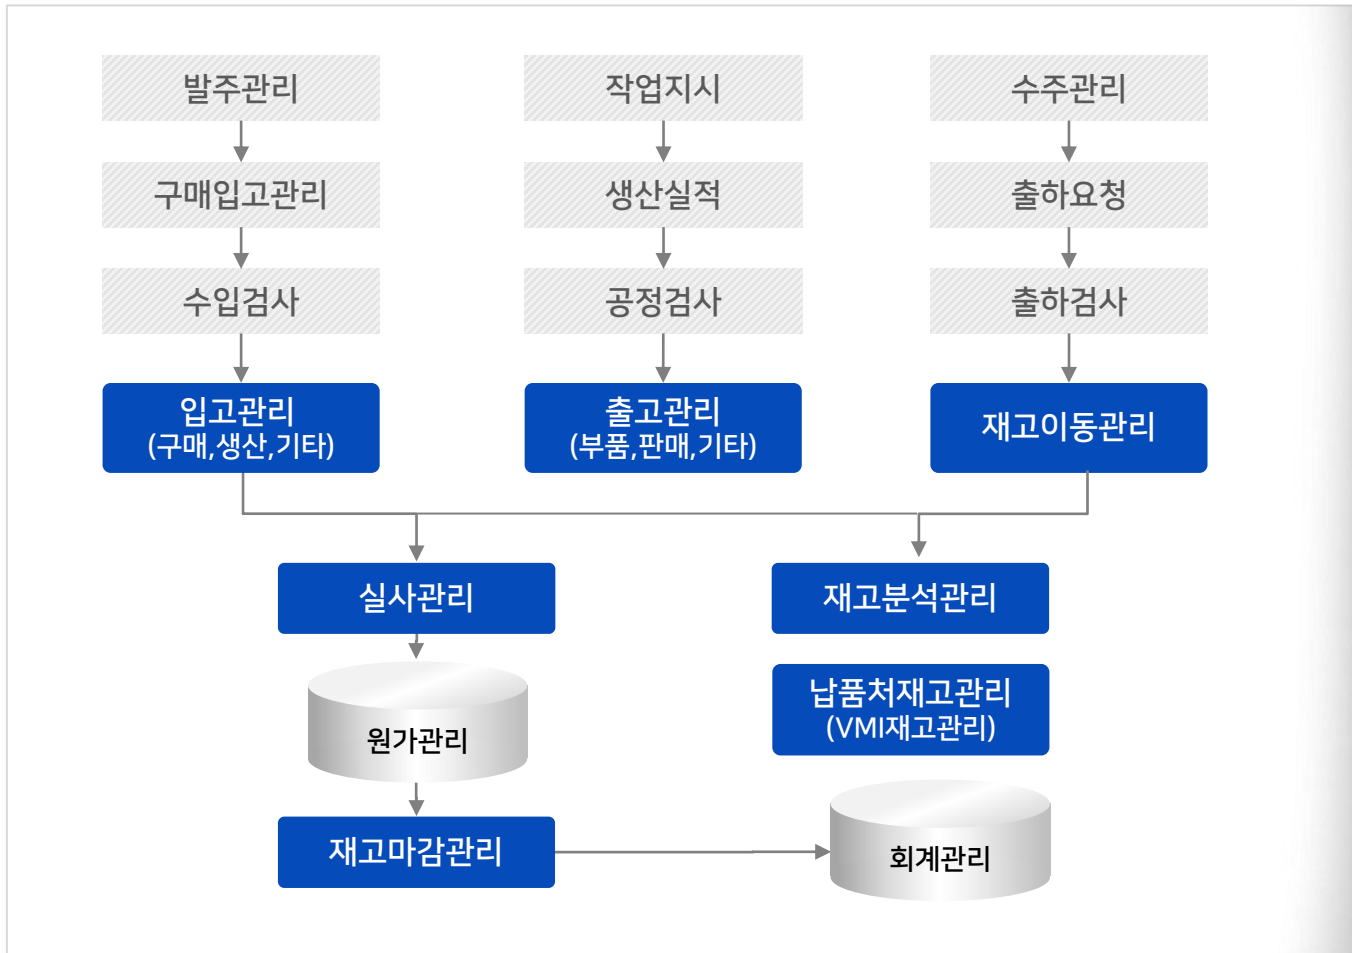 발주관리
작업지시
수주관리
구매입고관리
생산실적
출하요청
수입검사
공정검사
출하검사
입고관리
(구매,생산,기타)
출고관리
(부품,판매,기타)
재고이동관리
실사관리
재고분석관리
납품처재고관리
(VMI재고관리)
원가관리
재고마감관리
회계관리